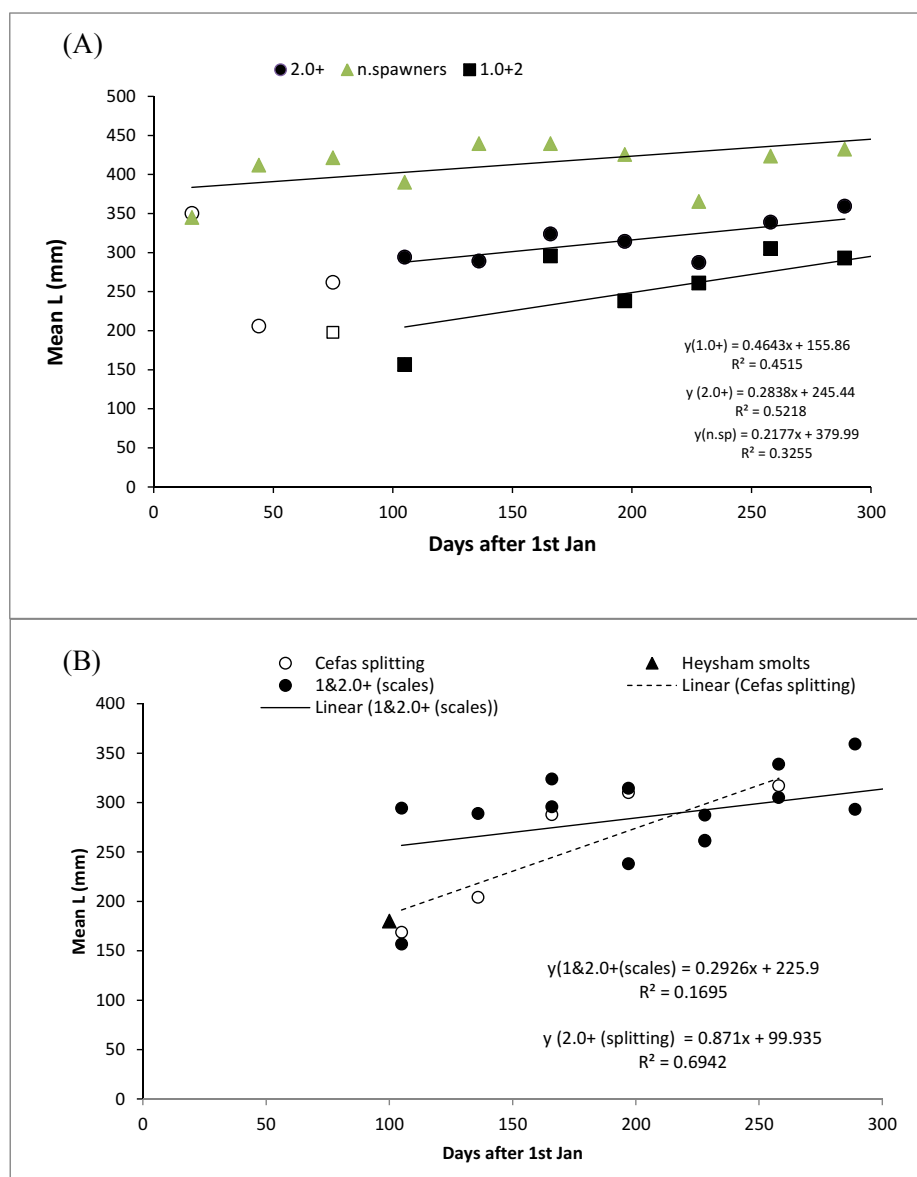 (A)
2.0+ n.spawners 1.0+2
500
450
400
350
300
250
200
150
100
50
0
Mean L (mm)
y(1.0+) = 0.4643x + 155.86
R² = 0.4515
y (2.0+) = 0.2838x + 245.44
R² = 0.5218
y(n.sp) = 0.2177x + 379.99
R² = 0.3255
0 50 100 150 200 250 300
Days after 1st Jan
(B)
Cefas splitting Heysham smolts
1&2.0+ (scales) Linear (Cefas splitting)
Linear (1&2.0+ (scales))
400
350
300
250
200
150
100
50
0
Mean L (mm)
y(1&2.0+(scales) = 0.2926x + 225.9
R² = 0.1695
y (2.0+ (splitting) = 0.871x + 99.935
R² = 0.6942
0 50 100 150 200 250 300
Days after 1st Jan